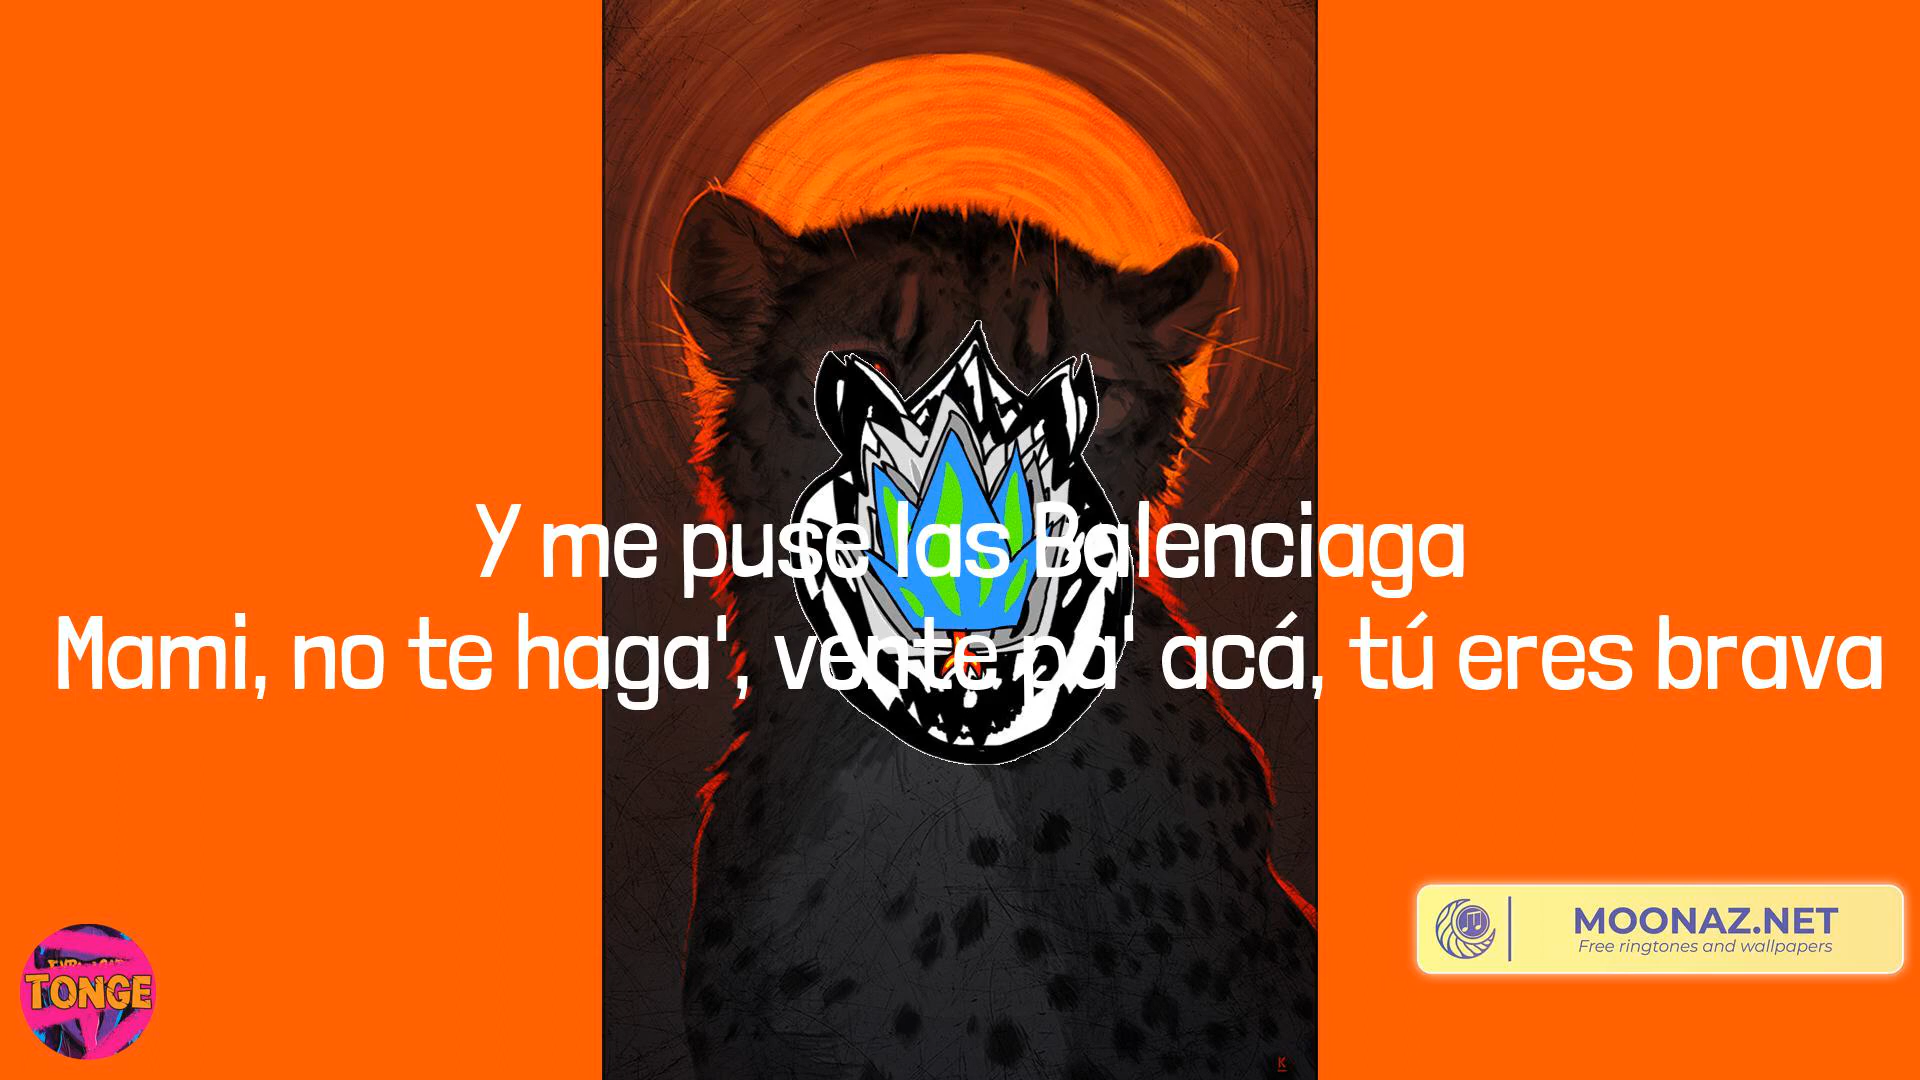 Y me puse las Balenciaga
Mami, no te haga', vente pa' acá, tú eres brava
MOONAZ.NET
Free ringtones and wallpapers
TONGE
K